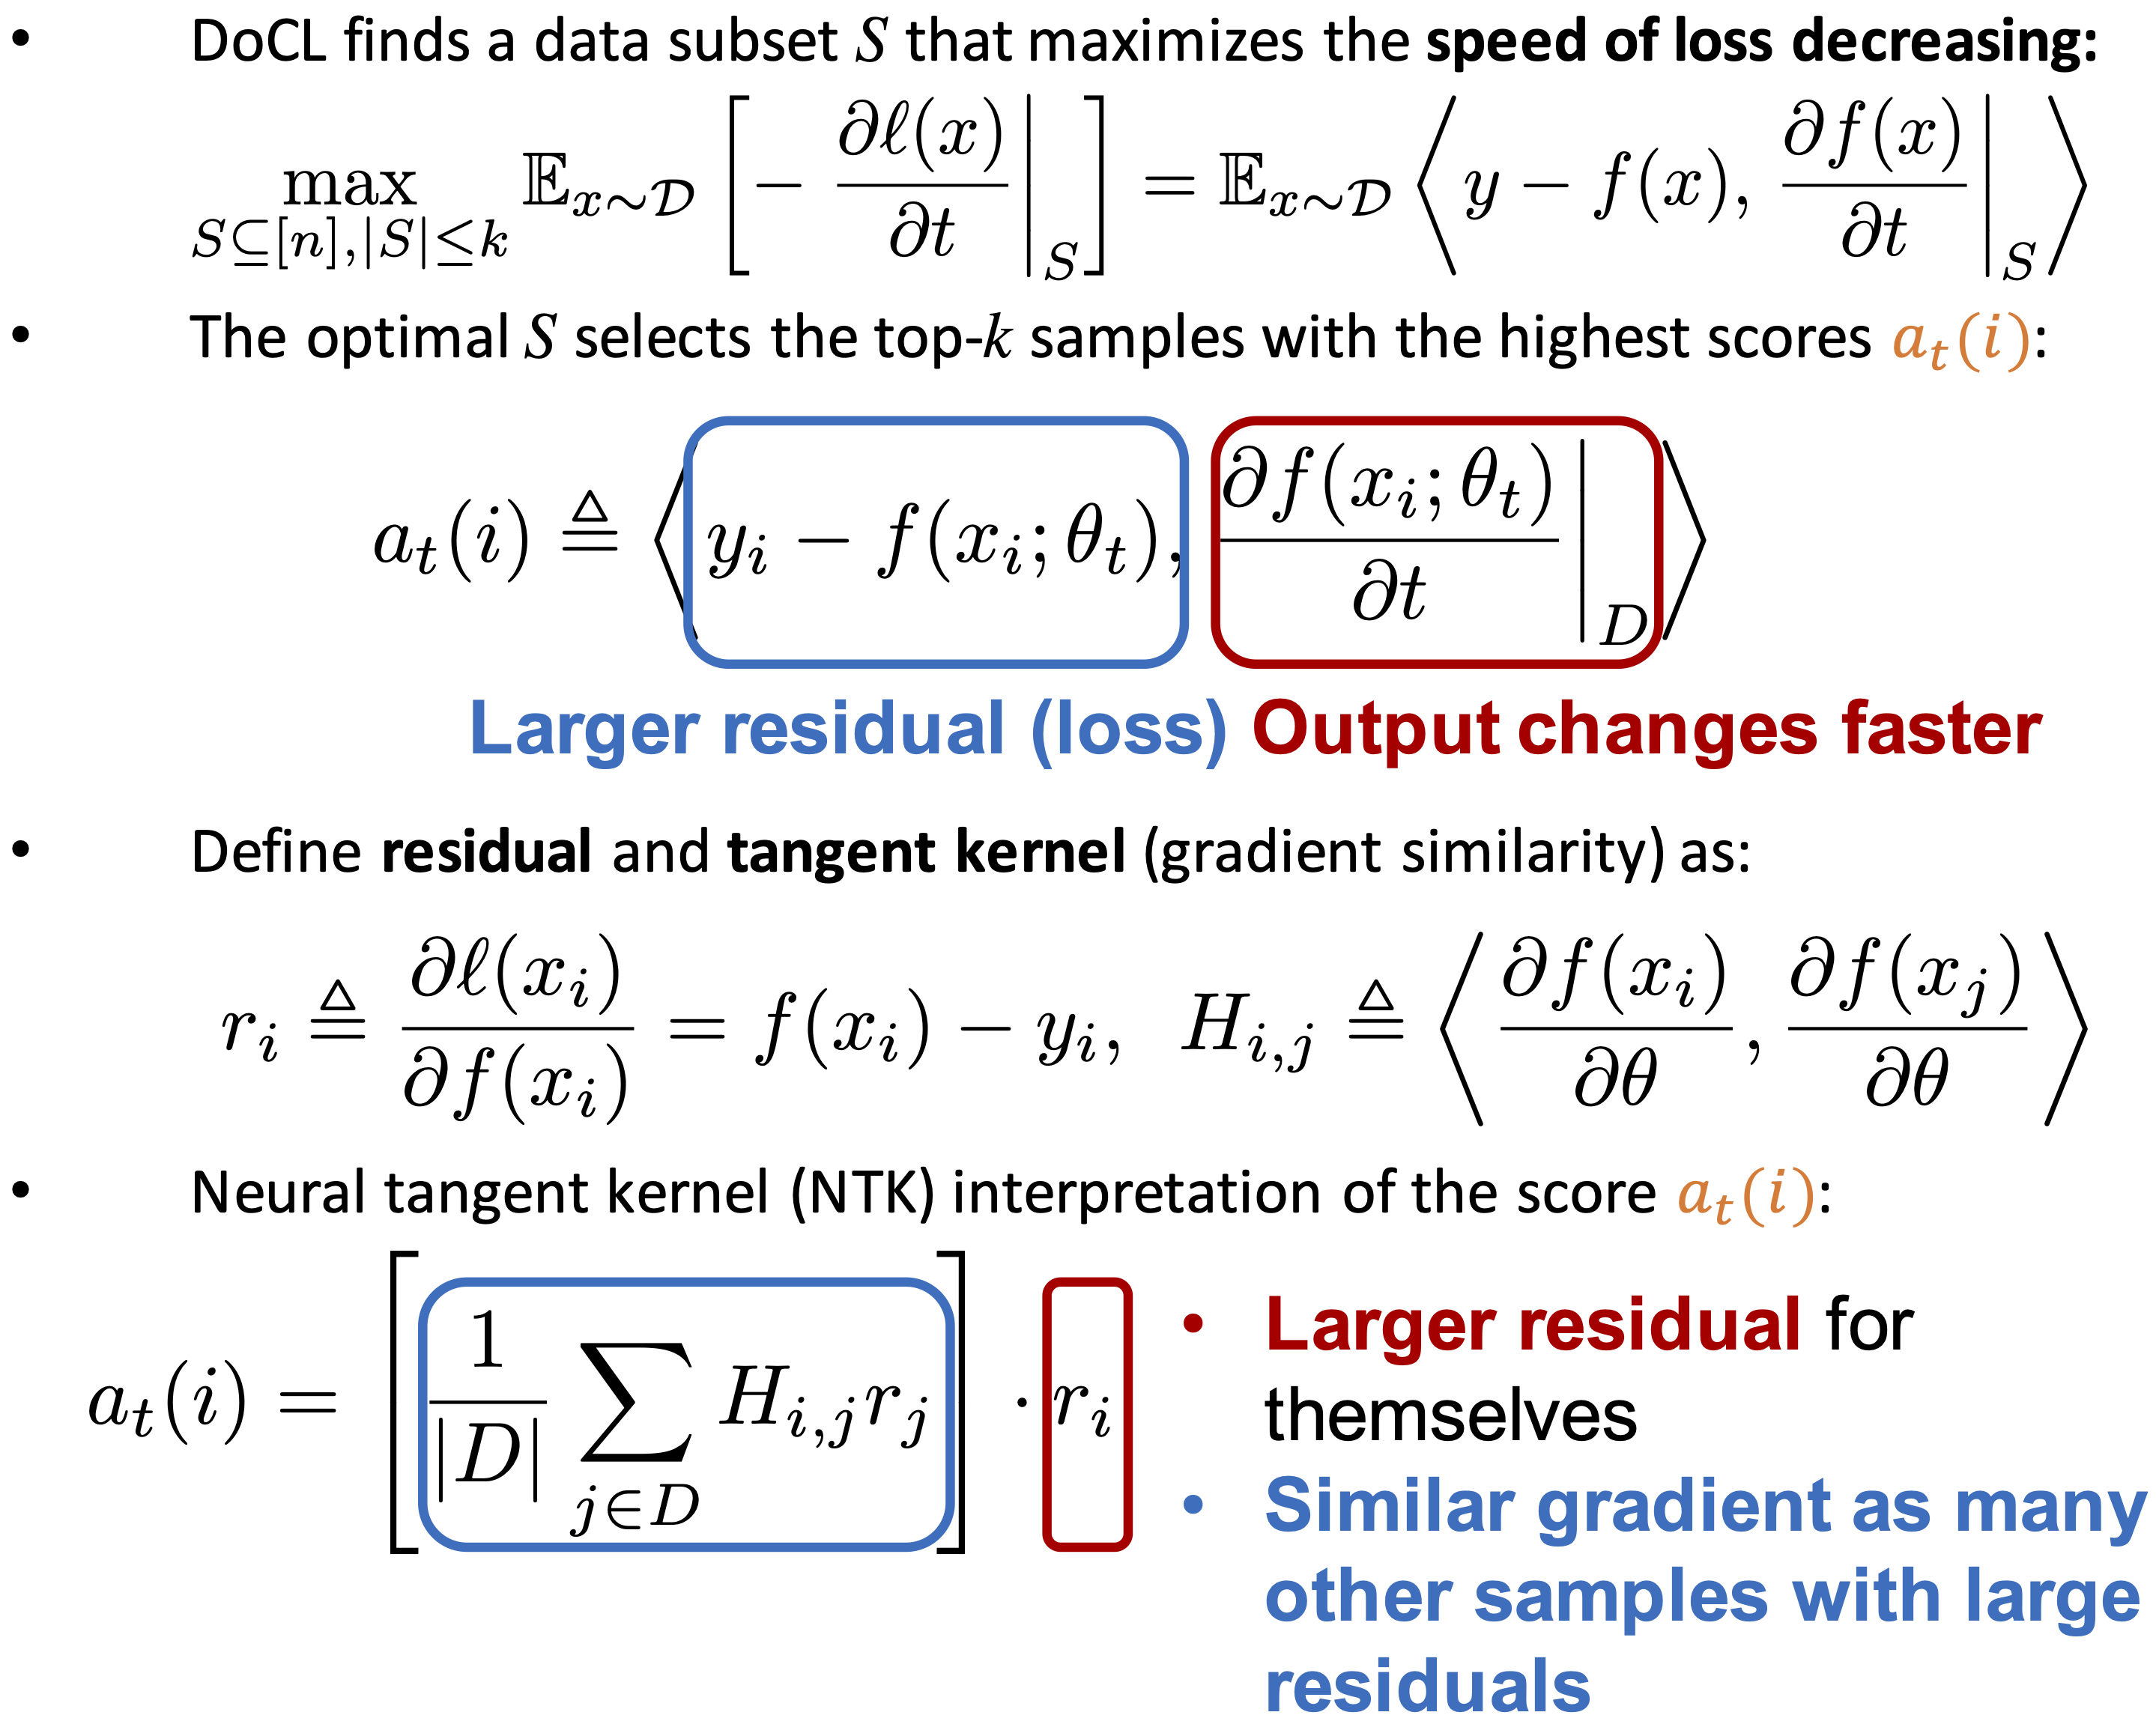 • DoCL finds a data subset S that maximizes the speed of loss decreasing:
$\max_{S \subseteq [n], |S| \leq k} \mathbb{E}_{x \sim \mathcal{D}} \left[ - \frac{\partial \ell(x)}{\partial t} \Big|_S \right] = \mathbb{E}_{x \sim \mathcal{D}} \left\langle y - f(x), \frac{\partial f(x)}{\partial t} \Big|_S \right\rangle$
• The optimal S selects the top-k samples with the highest scores $a_t(i)$:
$a_t(i) \triangleq \left\langle y_i - f(x_i; \theta_t), \frac{\partial f(x_i; \theta_t)}{\partial t} \Big|_D \right\rangle$
Larger residual (loss) Output changes faster
• Define residual and tangent kernel (gradient similarity) as:
$r_i \triangleq \frac{\partial \ell(x_i)}{\partial f(x_i)} = f(x_i) - y_i, \quad H_{i,j} \triangleq \left\langle \frac{\partial f(x_i)}{\partial \theta}, \frac{\partial f(x_j)}{\partial \theta} \right\rangle$
• Neural tangent kernel (NTK) interpretation of the score $a_t(i)$:
$a_t(i) = \left[ \frac{1}{|D|} \sum_{j \in D} H_{i,j} r_j \right] \cdot r_i$
• Larger residual for
themselves
• Similar gradient as many
other samples with large
residuals